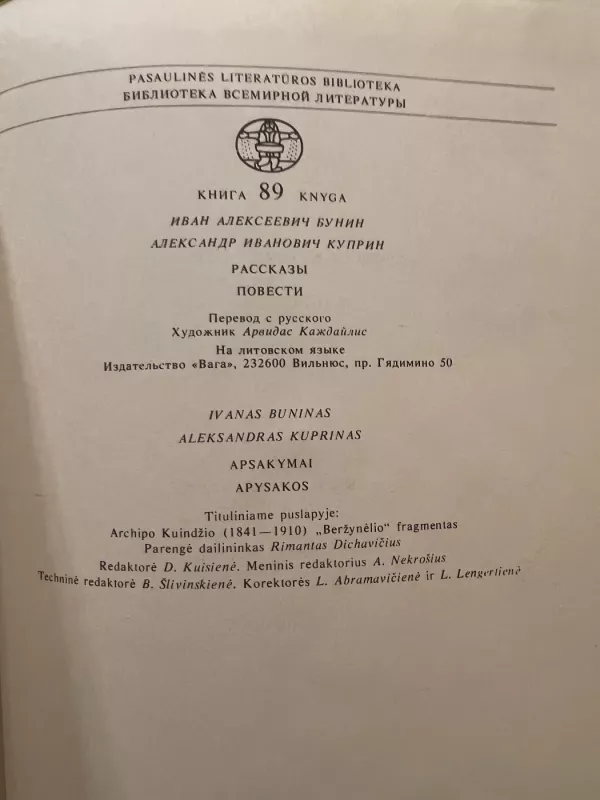 PASAULINĖS LITERATŪROS BIBLIOTEKA
БИБЛИОТЕКА ВСЕМИРНОЙ ЛИТЕРАТУРЫ
КНИГА 89 KNYGA
ИВАН АЛЕКСЕЕВИЧ БУНИН
АЛЕКСАНДР ИВАНОВИЧ КУПРИН
РАССКАЗЫ
ПОВЕСТИ
Перевод с русского
Художник Арвидас Каждайлис
На литовском языке
Издательство «Вага», 232600 Вильнюс, пр. Гядимино 50
IVANAS BUNINAS
ALEKSANDRAS KUPRINAS
APSAKYMAI
APYSAKOS
Tituliniame puslapyje:
Archipo Kuindžio (1841—1910) „Beržynėlio" fragmentas
Parengė dailininkas Rimantas Dichavičius
Redaktorė D. Kuisienė. Meninis redaktorius A. Nekrošius
Techninė redaktorė B. Slivinskienė. Korektorės L. Abramavičienė ir L. Lengertienė